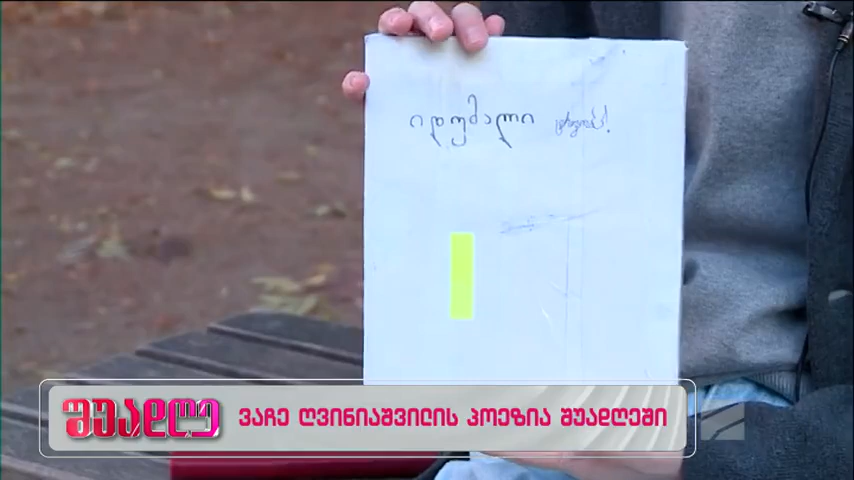 იდუმალი
შუადღე
ვაჩე ღვინიაშვილის პოეზია შუადღეში